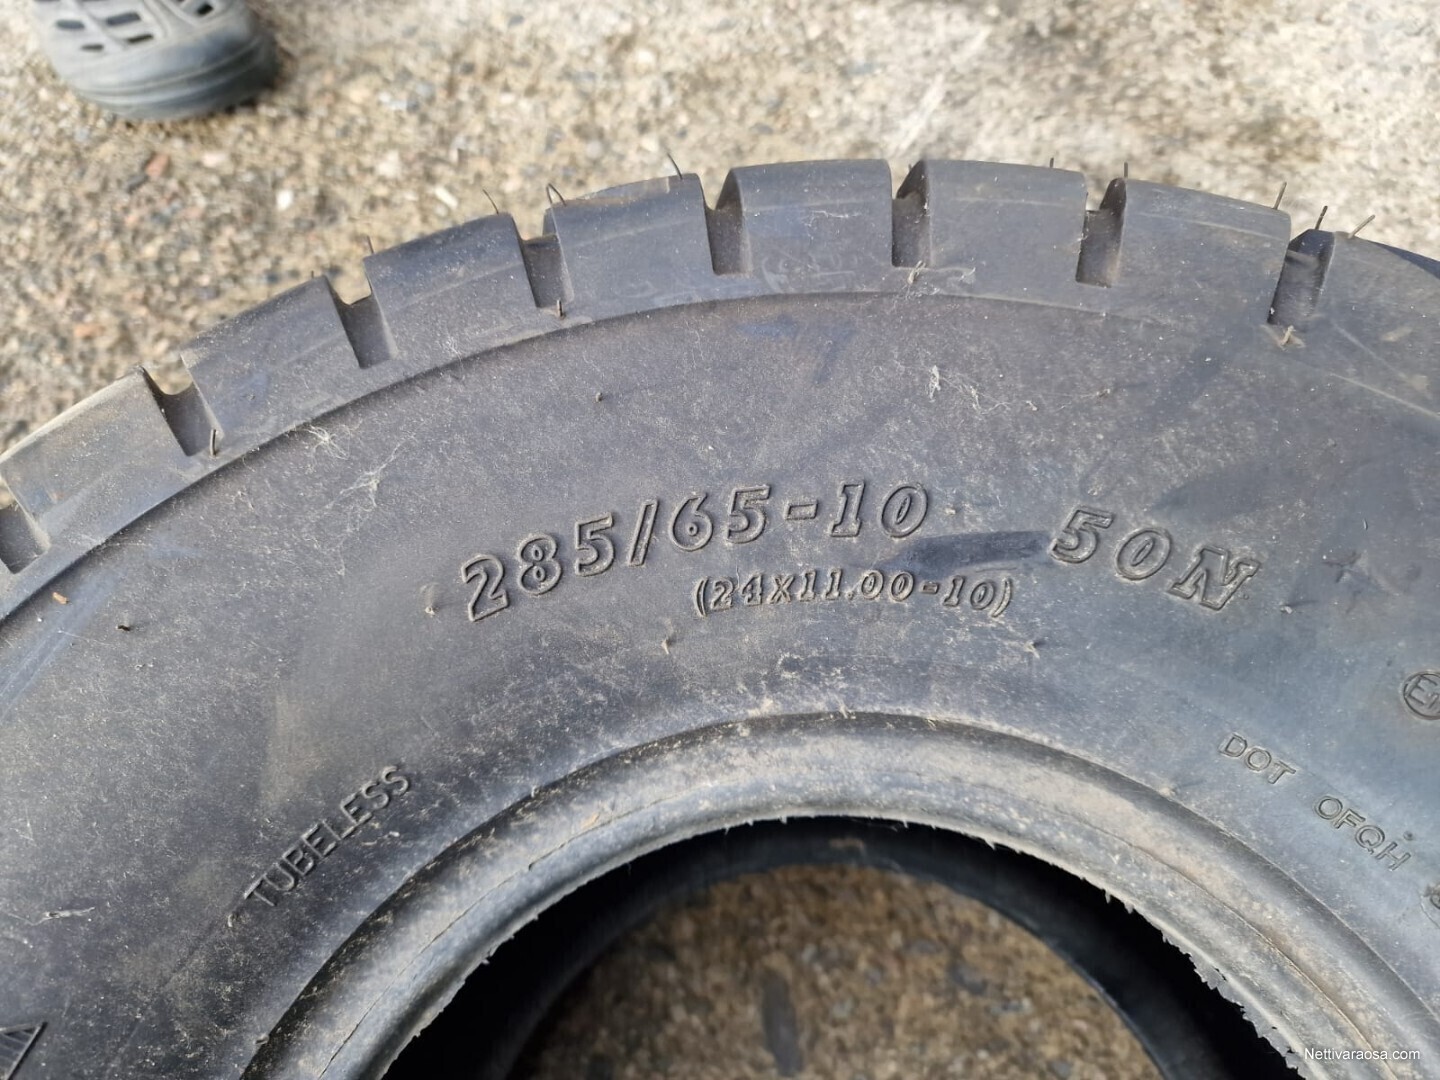 285/65-10 50N
(24x11.00-10)
TUBELESS
DOT OFQH
Nettivaraosa.com